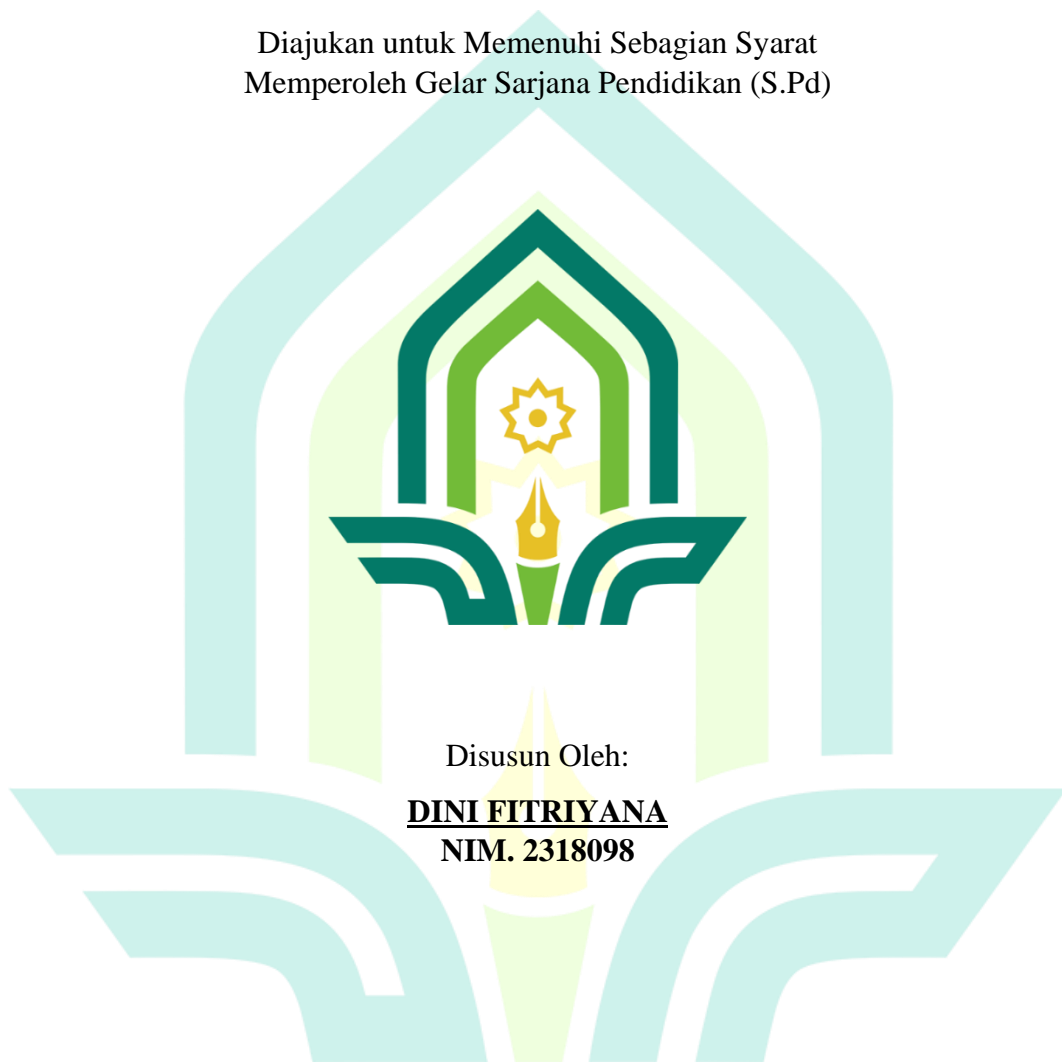 Diajukan untuk Memenuhi Sebagian Syarat
Memperoleh Gelar Sarjana Pendidikan (S.Pd)
Disusun Oleh:
DINI FITRIYANA
NIM. 2318098